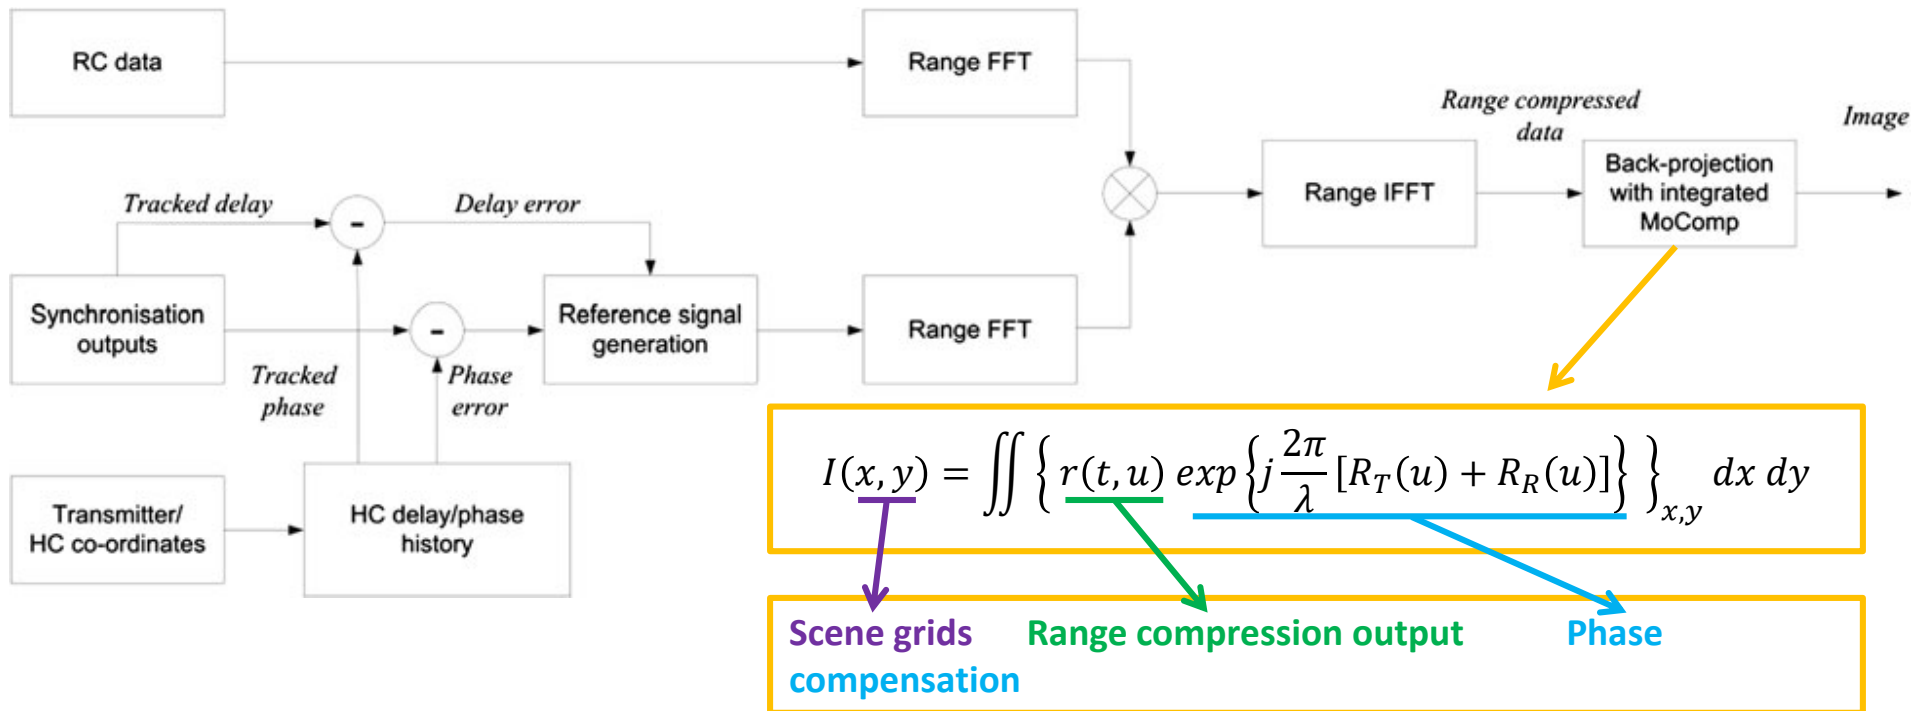 RC data
Range FFT
Range compressed
data
Image
Range IFFT
Back-projection
with integrated
MoComp
Tracked delay
-
Delay error
Synchronisation
outputs
-
Reference signal
generation
Range FFT
Tracked
phase
Phase
error
Transmitter/
HC co-ordinates
HC delay/phase
history
I(x, y) = ∬ { r(t, u) exp{j 2π/λ [R_T(u) + R_R(u)]} }_{x,y} dx dy
Scene grids Range compression output Phase
compensation